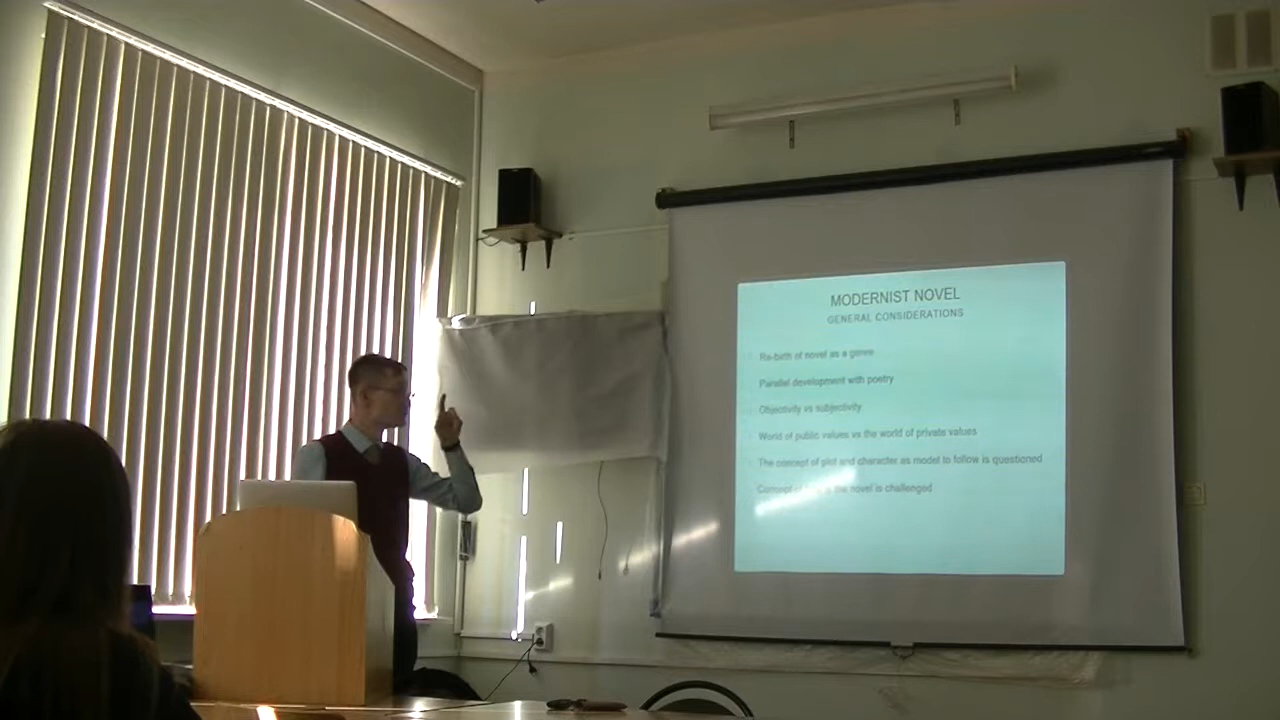 MODERNIST NOVEL
GENERAL CONSIDERATIONS
Re-birth of novel as a genre
Parallel development with poetry
Objectivity vs subjectivity
World of public values vs the world of private values
The concept of plot and character as model to follow is questioned
Concept of the novel is challenged